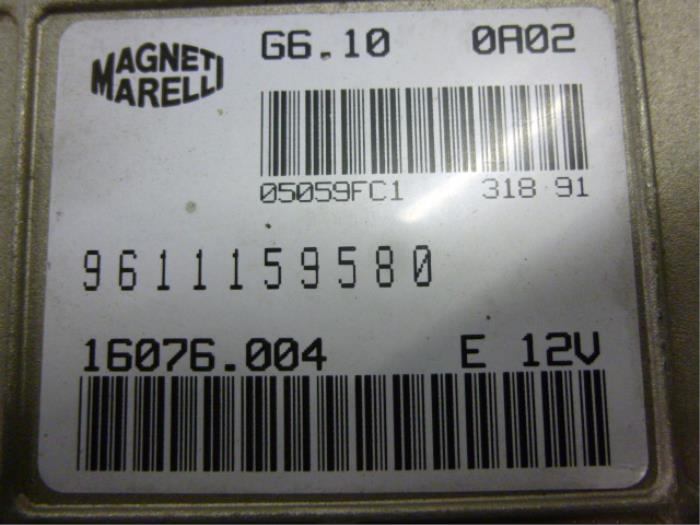 MAGNETI
MARELLI
G6.10 0A02
05059FC1 318 91
9611159580
16076.004 E 12V